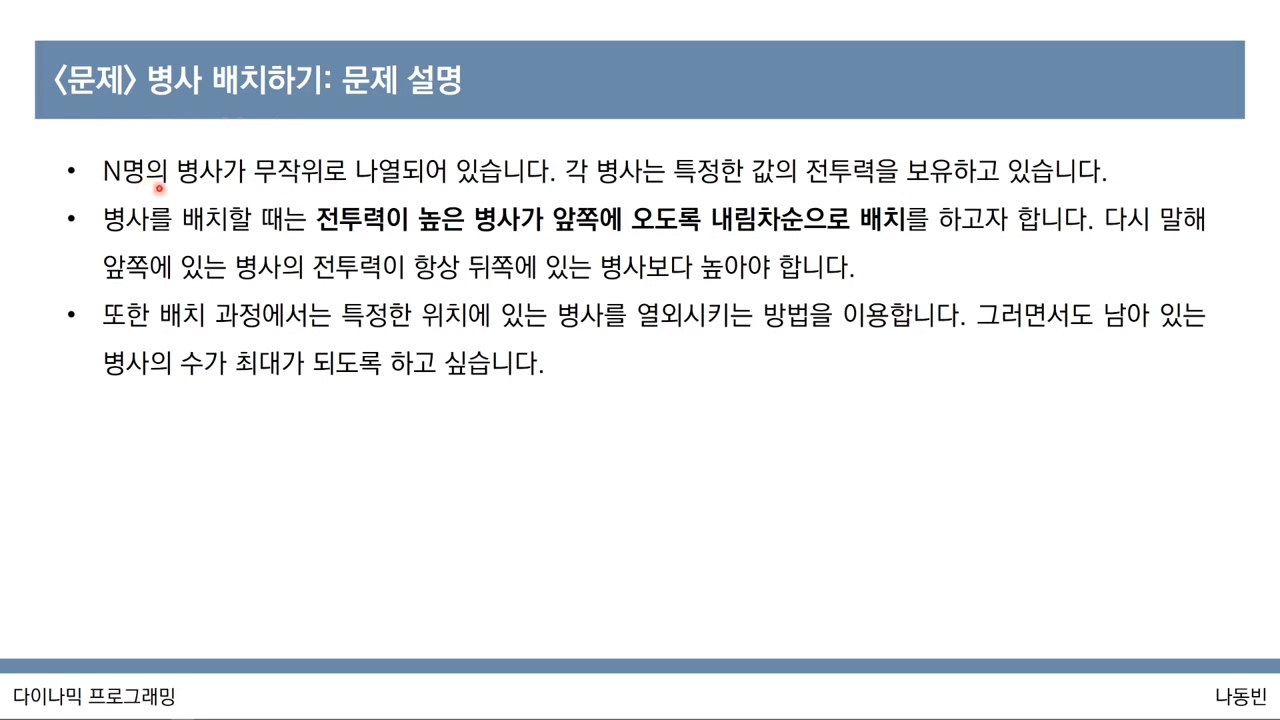 〈문제〉 병사 배치하기: 문제 설명
• N명의 병사가 무작위로 나열되어 있습니다. 각 병사는 특정한 값의 전투력을 보유하고 있습니다.
• 병사를 배치할 때는 전투력이 높은 병사가 앞쪽에 오도록 내림차순으로 배치를 하고자 합니다. 다시 말해
앞쪽에 있는 병사의 전투력이 항상 뒤쪽에 있는 병사보다 높아야 합니다.
• 또한 배치 과정에서는 특정한 위치에 있는 병사를 열외시키는 방법을 이용합니다. 그러면서도 남아 있는
병사의 수가 최대가 되도록 하고 싶습니다.
다이나믹 프로그래밍
나동빈